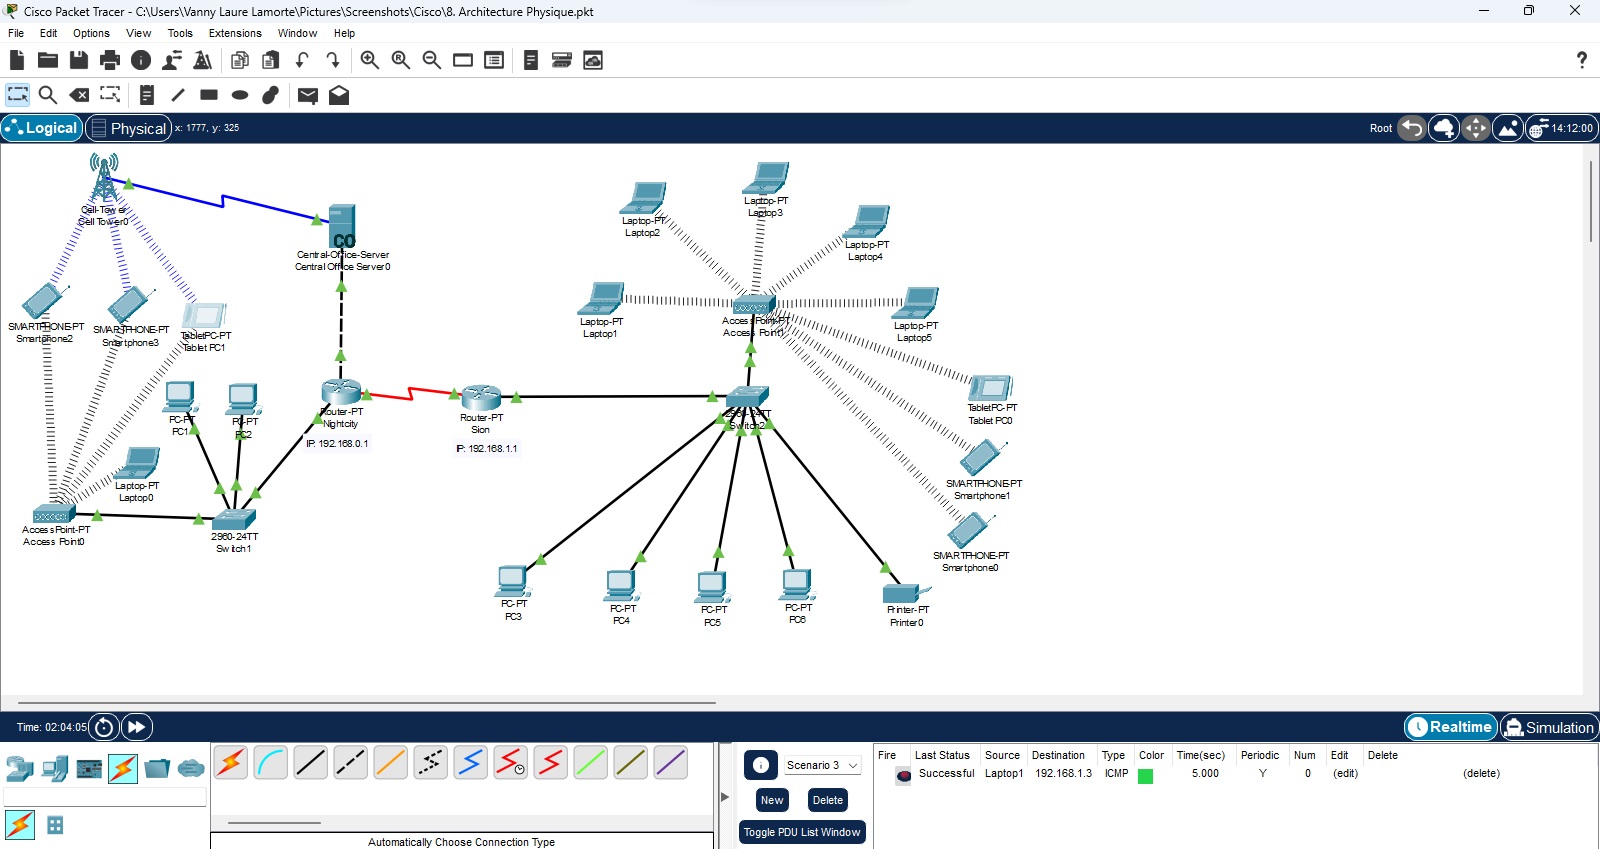 Cisco Packet Tracer - C:\Users\Vanny Laure Lamorte\Pictures\Screenshots\Cisco\8. Architecture Physique.pkt
File Edit Options View Tools Extensions Window Help
?
Logical Physical x: 1777, y: 325 Root 14:12:00
Cell-Tower
Cell Tower0
CO
Central-Office-Server
Central Office Server0
SMARTPHONE-PT
Smartphone2
SMARTPHONE-PT
Smartphone3
TabletPC-PT
Tablet PC1
PC-PT
PC1
PC-PT
PC2
Laptop-PT
Laptop0
AccessPoint-PT
Access Point0
2960-24TT
Switch1
Router-PT
Nightcity
IP: 192.168.0.1
Router-PT
Sion
IP: 192.168.1.1
Laptop-PT
Laptop2
Laptop-PT
Laptop3
Laptop-PT
Laptop4
Laptop-PT
Laptop1
AccessPoint-PT
Access Point1
Laptop-PT
Laptop5
2960-24TT
Switch2
TabletPC-PT
Tablet PC0
SMARTPHONE-PT
Smartphone1
SMARTPHONE-PT
Smartphone0
PC-PT
PC3
PC-PT
PC4
PC-PT
PC5
PC-PT
PC6
Printer-PT
Printer0
Time: 02:04:05 Realtime Simulation
Automatically Choose Connection Type
Scenario 3
New Delete
Toggle PDU List Window
Fire Last Status Source Destination Type Color Time(sec) Periodic Num Edit Delete
Successful Laptop1 192.168.1.3 ICMP 5.000 Y 0 (edit) (delete)